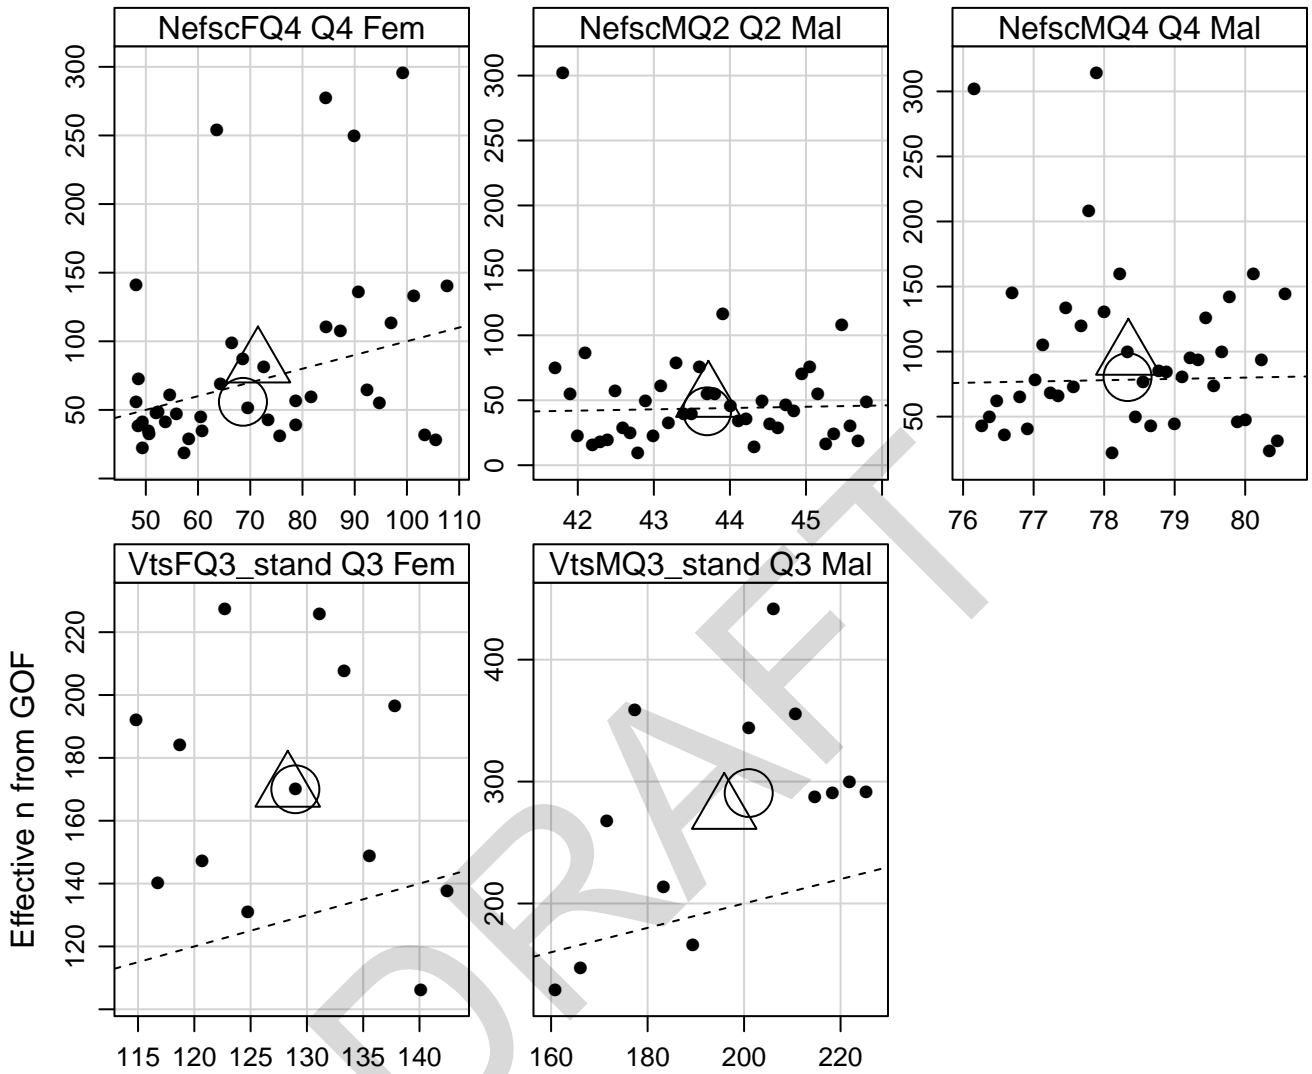 NefscFQ4 Q4 Fem
NefscMQ2 Q2 Mal
NefscMQ4 Q4 Mal
300
250
200
150
100
50
50 60 70 80 90 100 110
300
250
200
150
100
50
0
42 43 44 45
300
250
200
150
100
50
76 77 78 79 80
VtsFQ3_stand Q3 Fem
VtsMQ3_stand Q3 Mal
Effective n from GOF
220
200
180
160
140
120
115 120 125 130 135 140
400
300
200
160 180 200 220
DRAFT